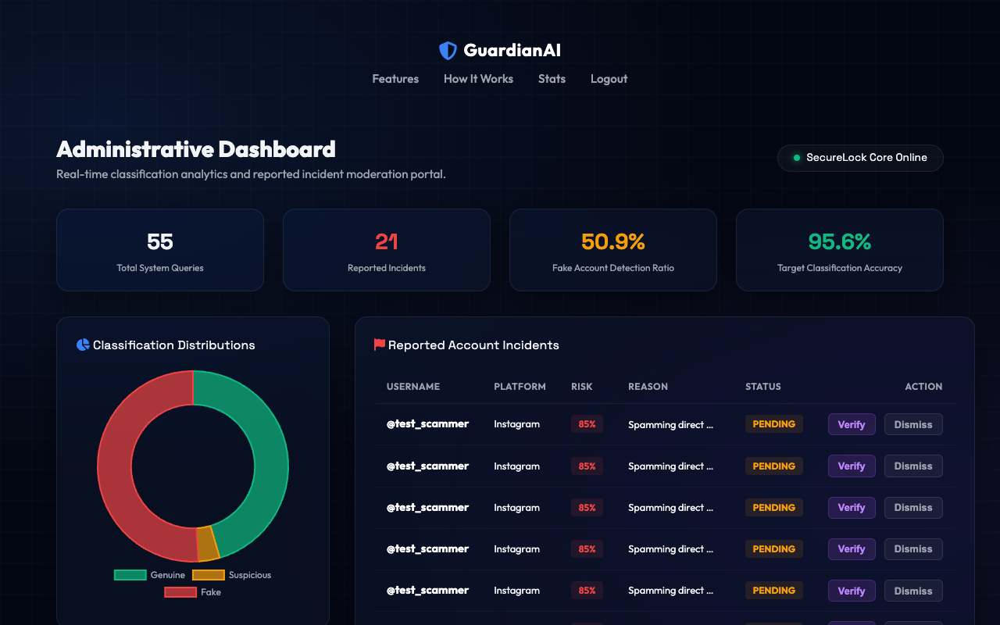 GuardianAI
Features How It Works Stats Logout
Administrative Dashboard
Real-time classification analytics and reported incident moderation portal.
SecureLock Core Online
55
Total System Queries
21
Reported Incidents
50.9%
Fake Account Detection Ratio
95.6%
Target Classification Accuracy
Classification Distributions
Genuine Suspicious
Fake
Reported Account Incidents
USERNAME PLATFORM RISK REASON STATUS ACTION
@test_scammer Instagram 85% Spamming direct ... PENDING Verify Dismiss
@test_scammer Instagram 85% Spamming direct ... PENDING Verify Dismiss
@test_scammer Instagram 85% Spamming direct ... PENDING Verify Dismiss
@test_scammer Instagram 85% Spamming direct ... PENDING Verify Dismiss
@test_scammer Instagram 85% Spamming direct ... PENDING Verify Dismiss